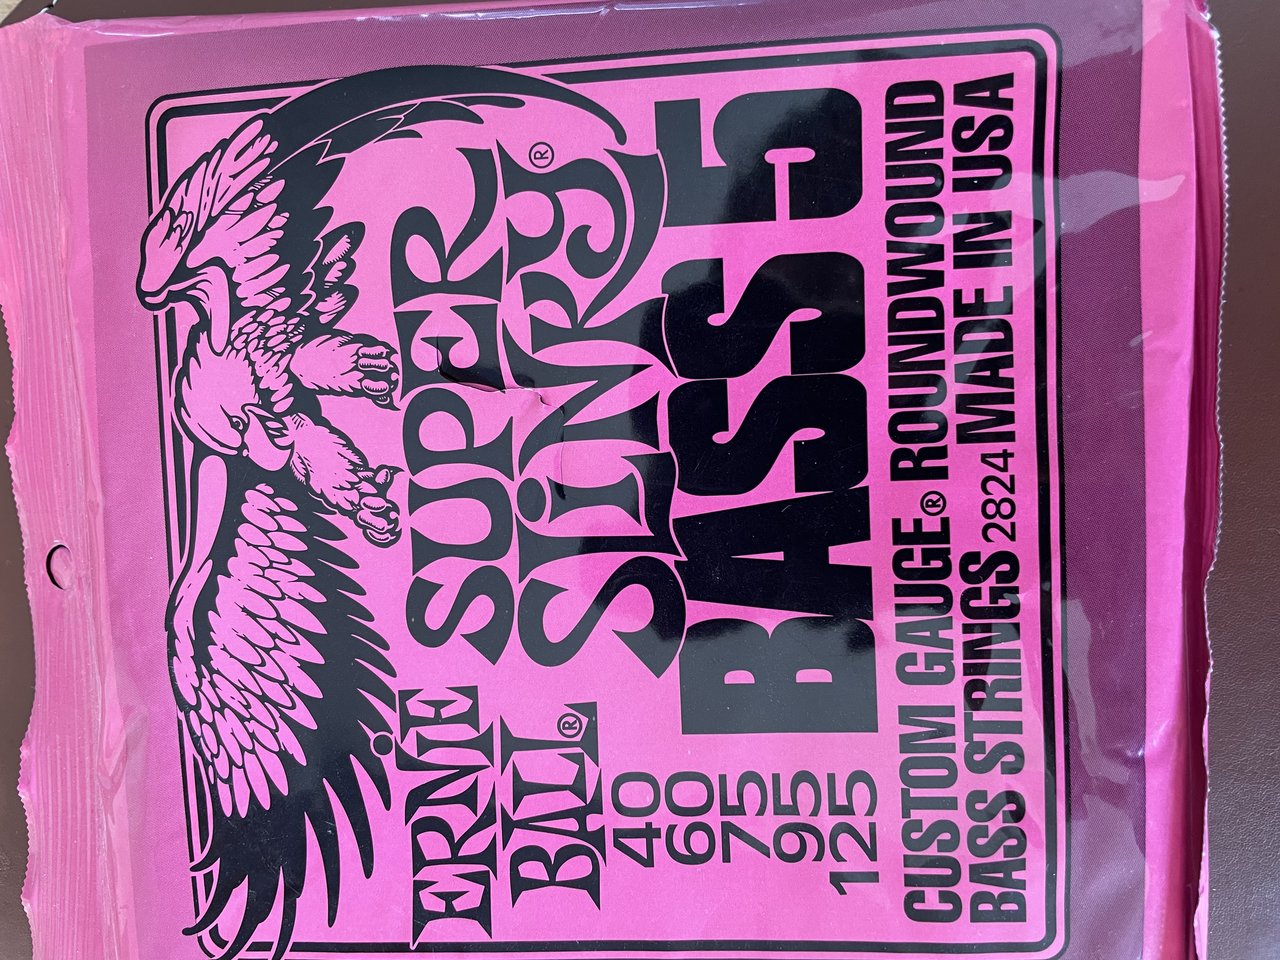 ERNIE
BALL®
SUPER
SLINKY®
BASS 5
40
60
75
95
125
CUSTOM GAUGE® ROUNDWOUND
BASS STRINGS 2824 MADE IN USA